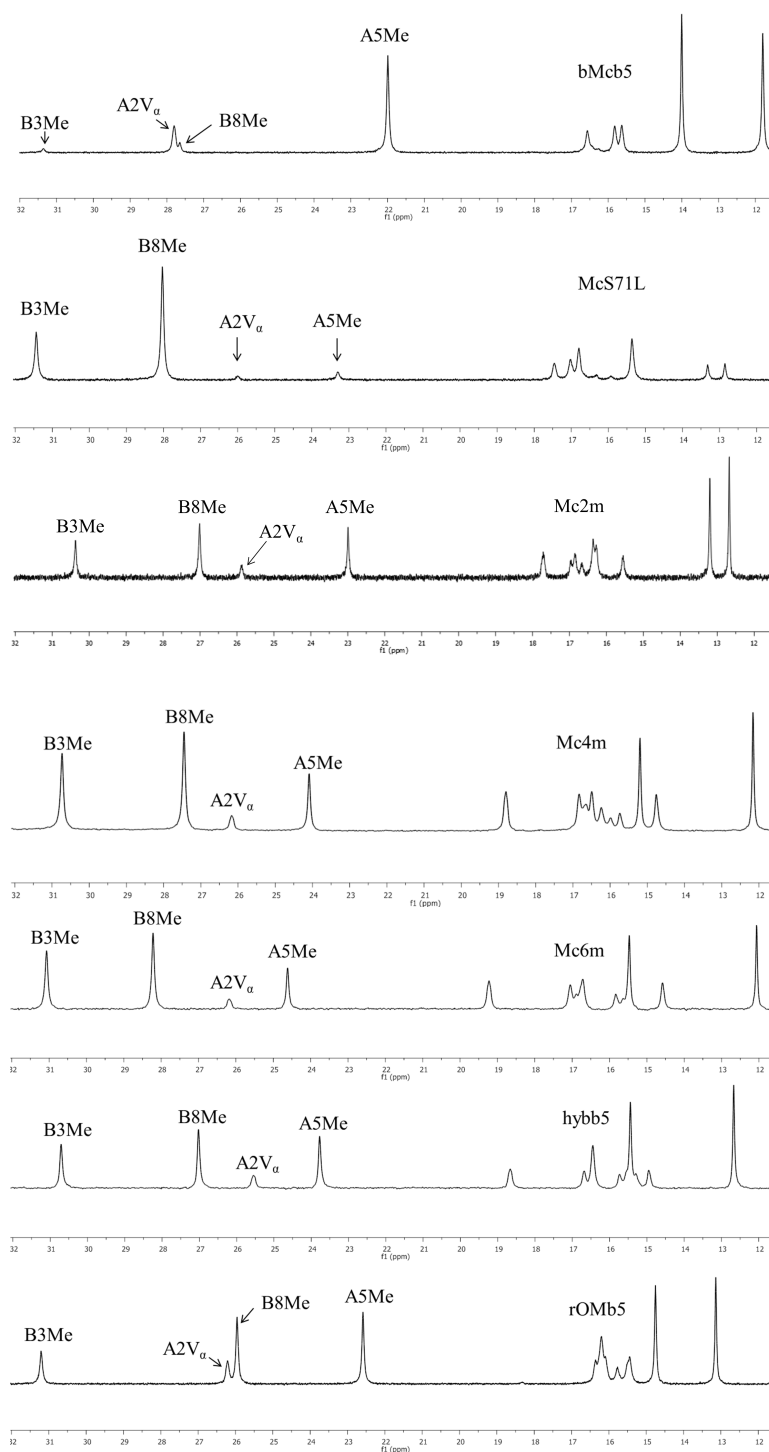 A5Me
bMcb5
A2Vα
B8Me
B3Me
32 31 30 29 28 27 26 25 24 23 22 21 20 19 18 17 16 15 14 13 12
f1 (ppm)
B8Me
McS71L
B3Me
A2Vα
A5Me
32 31 30 29 28 27 26 25 24 23 22 21 20 19 18 17 16 15 14 13 12
f1 (ppm)
B3Me B8Me A5Me Mc2m
A2Vα
32 31 30 29 28 27 26 25 24 23 22 21 20 19 18 17 16 15 14 13 12
f1 (ppm)
B8Me
B3Me Mc4m
A5Me
A2Vα
32 31 30 29 28 27 26 25 24 23 22 21 20 19 18 17 16 15 14 13 12
f1 (ppm)
B8Me
B3Me A5Me Mc6m
A2Vα
32 31 30 29 28 27 26 25 24 23 22 21 20 19 18 17 16 15 14 13 12
f1 (ppm)
B3Me B8Me A5Me hybb5
A2Vα
32 31 30 29 28 27 26 25 24 23 22 21 20 19 18 17 16 15 14 13 12
f1 (ppm)
B8Me A5Me rOMb5
B3Me
A2Vα
32 31 30 29 28 27 26 25 24 23 22 21 20 19 18 17 16 15 14 13 12
f1 (ppm)